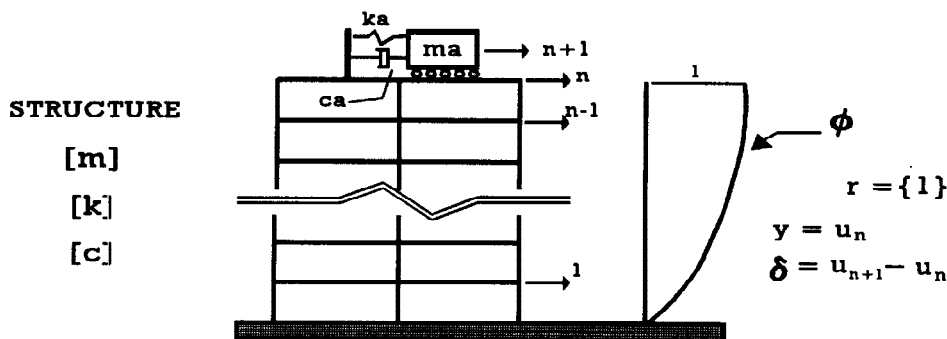 ka
ma
n+1
n
ca
n-1
1
STRUCTURE
[m]
[k]
[c]
1
ϕ
r = {1}
y = uₙ
δ = uₙ₊₁ − uₙ